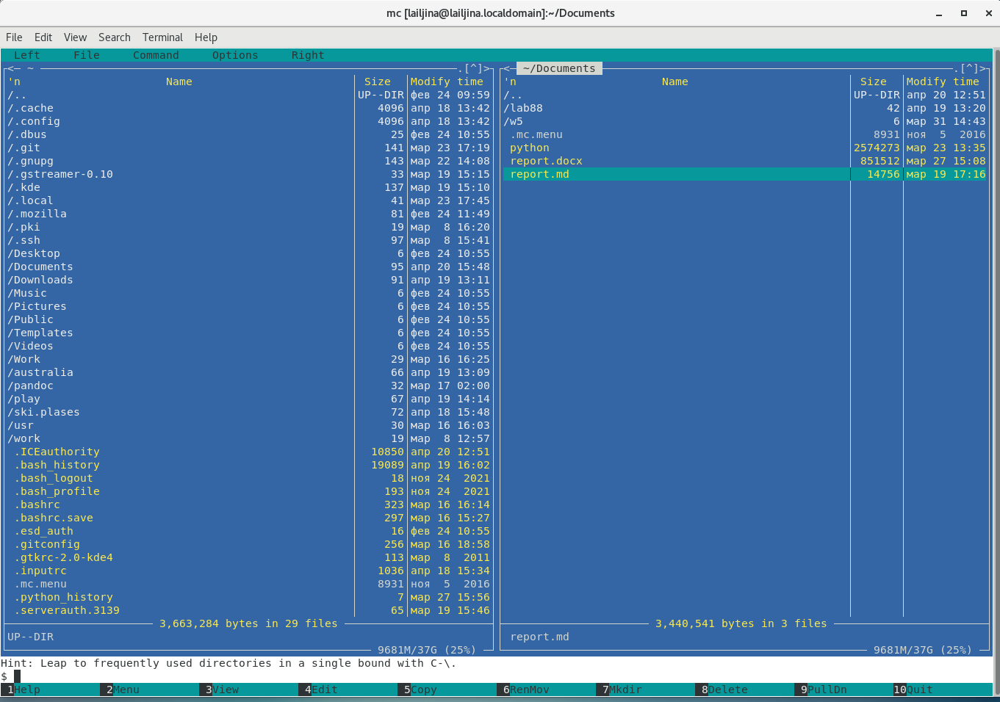 mc [lailjina@lailjina.localdomain]:~/Documents
File Edit View Search Terminal Help
Left File Command Options Right
<─ ~ .[^]>
'n Name Size Modify time
/.. UP--DIR фев 24 09:59
/.cache 4096 апр 18 13:42
/.config 4096 апр 18 13:42
/.dbus 25 фев 24 10:55
/.git 141 мар 23 17:19
/.gnupg 143 мар 22 14:08
/.gstreamer-0.10 33 мар 19 15:15
/.kde 137 мар 19 15:10
/.local 41 мар 23 17:45
/.mozilla 81 фев 24 11:49
/.pki 19 мар 8 16:20
/.ssh 97 мар 8 15:41
/Desktop 6 фев 24 10:55
/Documents 95 апр 20 15:48
/Downloads 91 апр 19 13:11
/Music 6 фев 24 10:55
/Pictures 6 фев 24 10:55
/Public 6 фев 24 10:55
/Templates 6 фев 24 10:55
/Videos 6 фев 24 10:55
/Work 29 мар 16 16:25
/australia 66 апр 19 13:09
/pandoc 32 мар 17 02:00
/play 67 апр 19 14:14
/ski.plases 72 апр 18 15:48
/usr 30 мар 16 16:03
/work 19 мар 8 12:57
.ICEauthority 10850 апр 20 12:51
.bash_history 19089 апр 19 16:02
.bash_logout 18 ноя 24 2021
.bash_profile 193 ноя 24 2021
.bashrc 323 мар 16 16:14
.bashrc.save 297 мар 16 15:27
.esd_auth 16 фев 24 10:55
.gitconfig 256 мар 16 18:58
.gtkrc-2.0-kde4 113 мар 8 2011
.inputrc 1036 апр 18 15:34
.mc.menu 8931 ноя 5 2016
.python_history 7 мар 27 15:56
.serverauth.3139 65 мар 19 15:46
3,663,284 bytes in 29 files
UP--DIR
9681M/37G (25%)
<─ ~/Documents .[^]>
'n Name Size Modify time
/.. UP--DIR апр 20 12:51
/lab88 42 апр 19 13:20
/w5 6 мар 31 14:43
.mc.menu 8931 ноя 5 2016
python 2574273 мар 23 13:35
report.docx 851512 мар 27 15:08
report.md 14756 мар 19 17:16
3,440,541 bytes in 3 files
report.md
9681M/37G (25%)
Hint: Leap to frequently used directories in a single bound with C-\.
$
1Help 2Menu 3View 4Edit 5Copy 6RenMov 7Mkdir 8Delete 9PullDn 10Quit